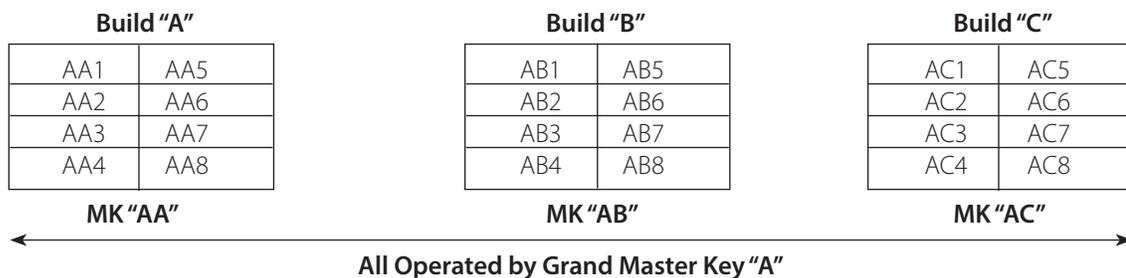 Build “A” Build “B” Build “C”
AA1 AA5 AB1 AB5 AC1 AC5
AA2 AA6 AB2 AB6 AC2 AC6
AA3 AA7 AB3 AB7 AC3 AC7
AA4 AA8 AB4 AB8 AC4 AC8
MK “AA” MK “AB” MK “AC”
All Operated by Grand Master Key “A”